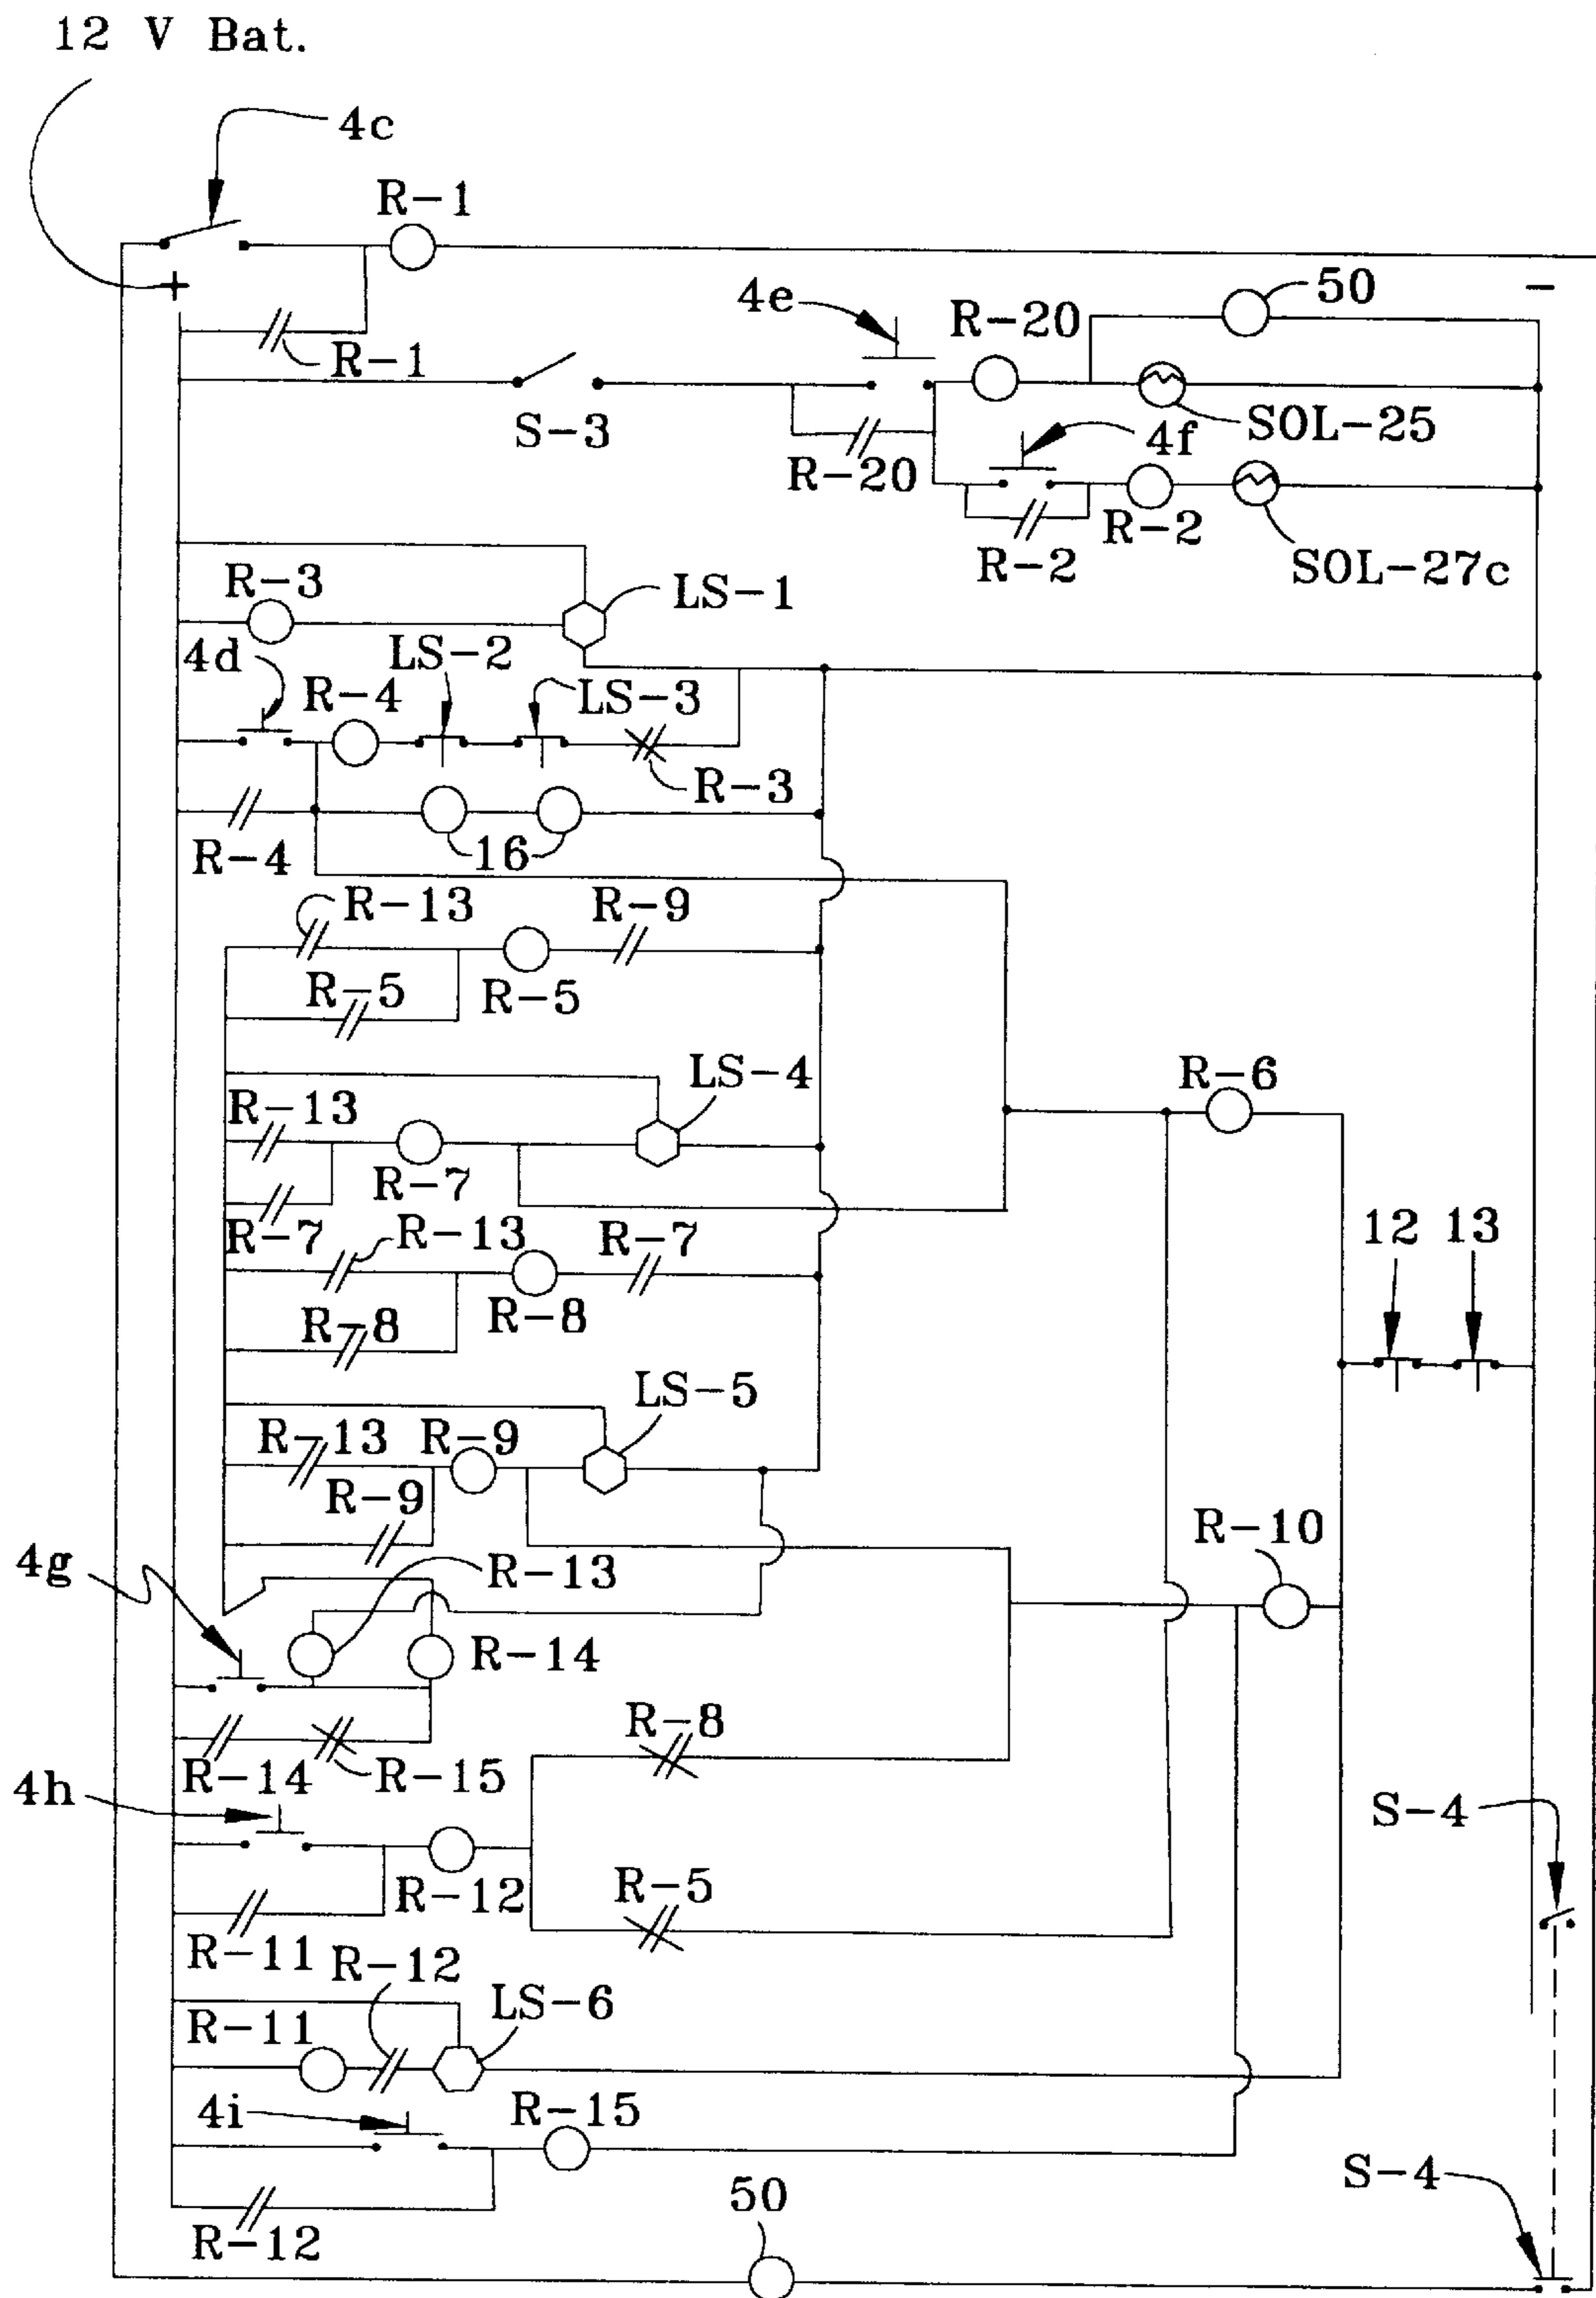 12 V Bat.
4c
R-1
+
4e
R-20
50
-
R-1
S-3
R-20
4f
SOL-25
R-2
R-2
SOL-27c
R-3
LS-1
4d
R-4
LS-2
LS-3
R-3
R-4
16
R-13
R-9
R-5
R-5
LS-4
R-6
R-13
R-7
R-7
R-13
R-7
12
13
R-8
R-8
LS-5
R-13
R-9
R-9
R-10
4g
R-13
R-14
R-8
R-14
R-15
4h
S-4
R-12
R-5
R-11
R-12
LS-6
R-11
4i
R-15
S-4
50
R-12